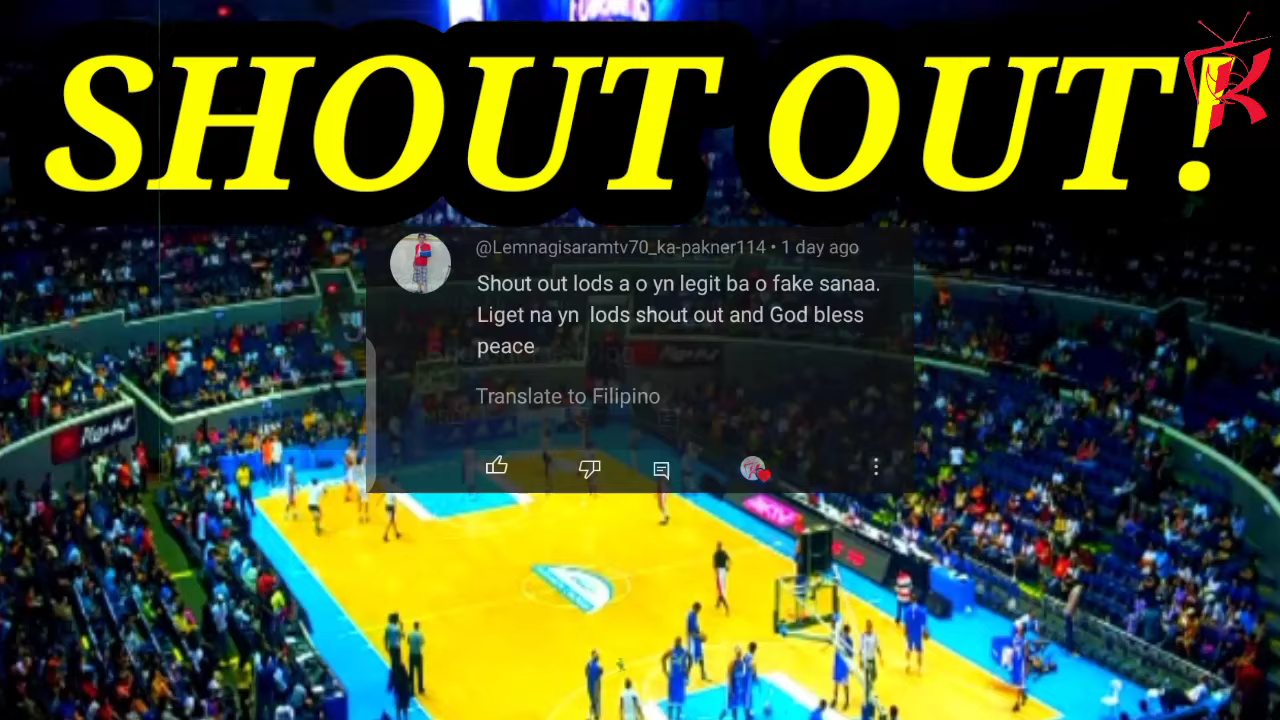 SHOUT OUT!
@Lemnagisaramtv70_ka-pakner114 • 1 day ago
Shout out lods a o yn legit ba o fake sanaa.
Liget na yn lods shout out and God bless
peace
Translate to Filipino